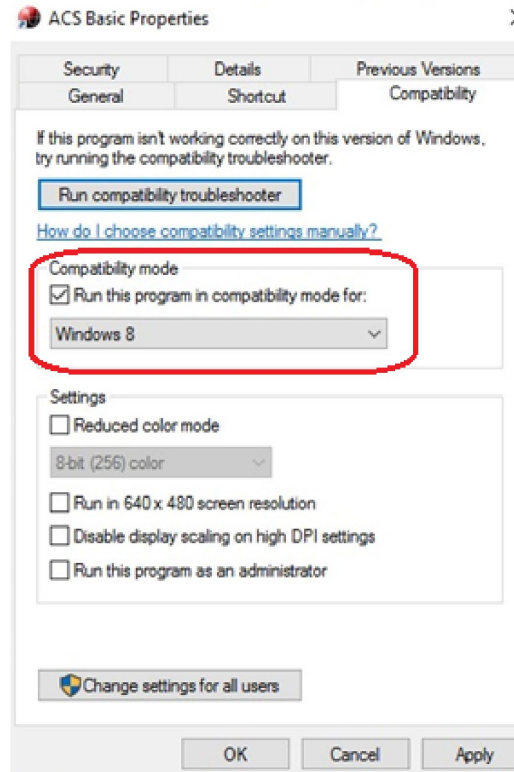 ACS Basic Properties
Security Details Previous Versions
General Shortcut Compatibility
If this program isn't working correctly on this version of Windows,
try running the compatibility troubleshooter.
Run compatibility troubleshooter
How do I choose compatibility settings manually?
Compatibility mode
Run this program in compatibility mode for:
Windows 8
Settings
Reduced color mode
8-bit (256) color
Run in 640 x 480 screen resolution
Disable display scaling on high DPI settings
Run this program as an administrator
Change settings for all users
OK Cancel Apply